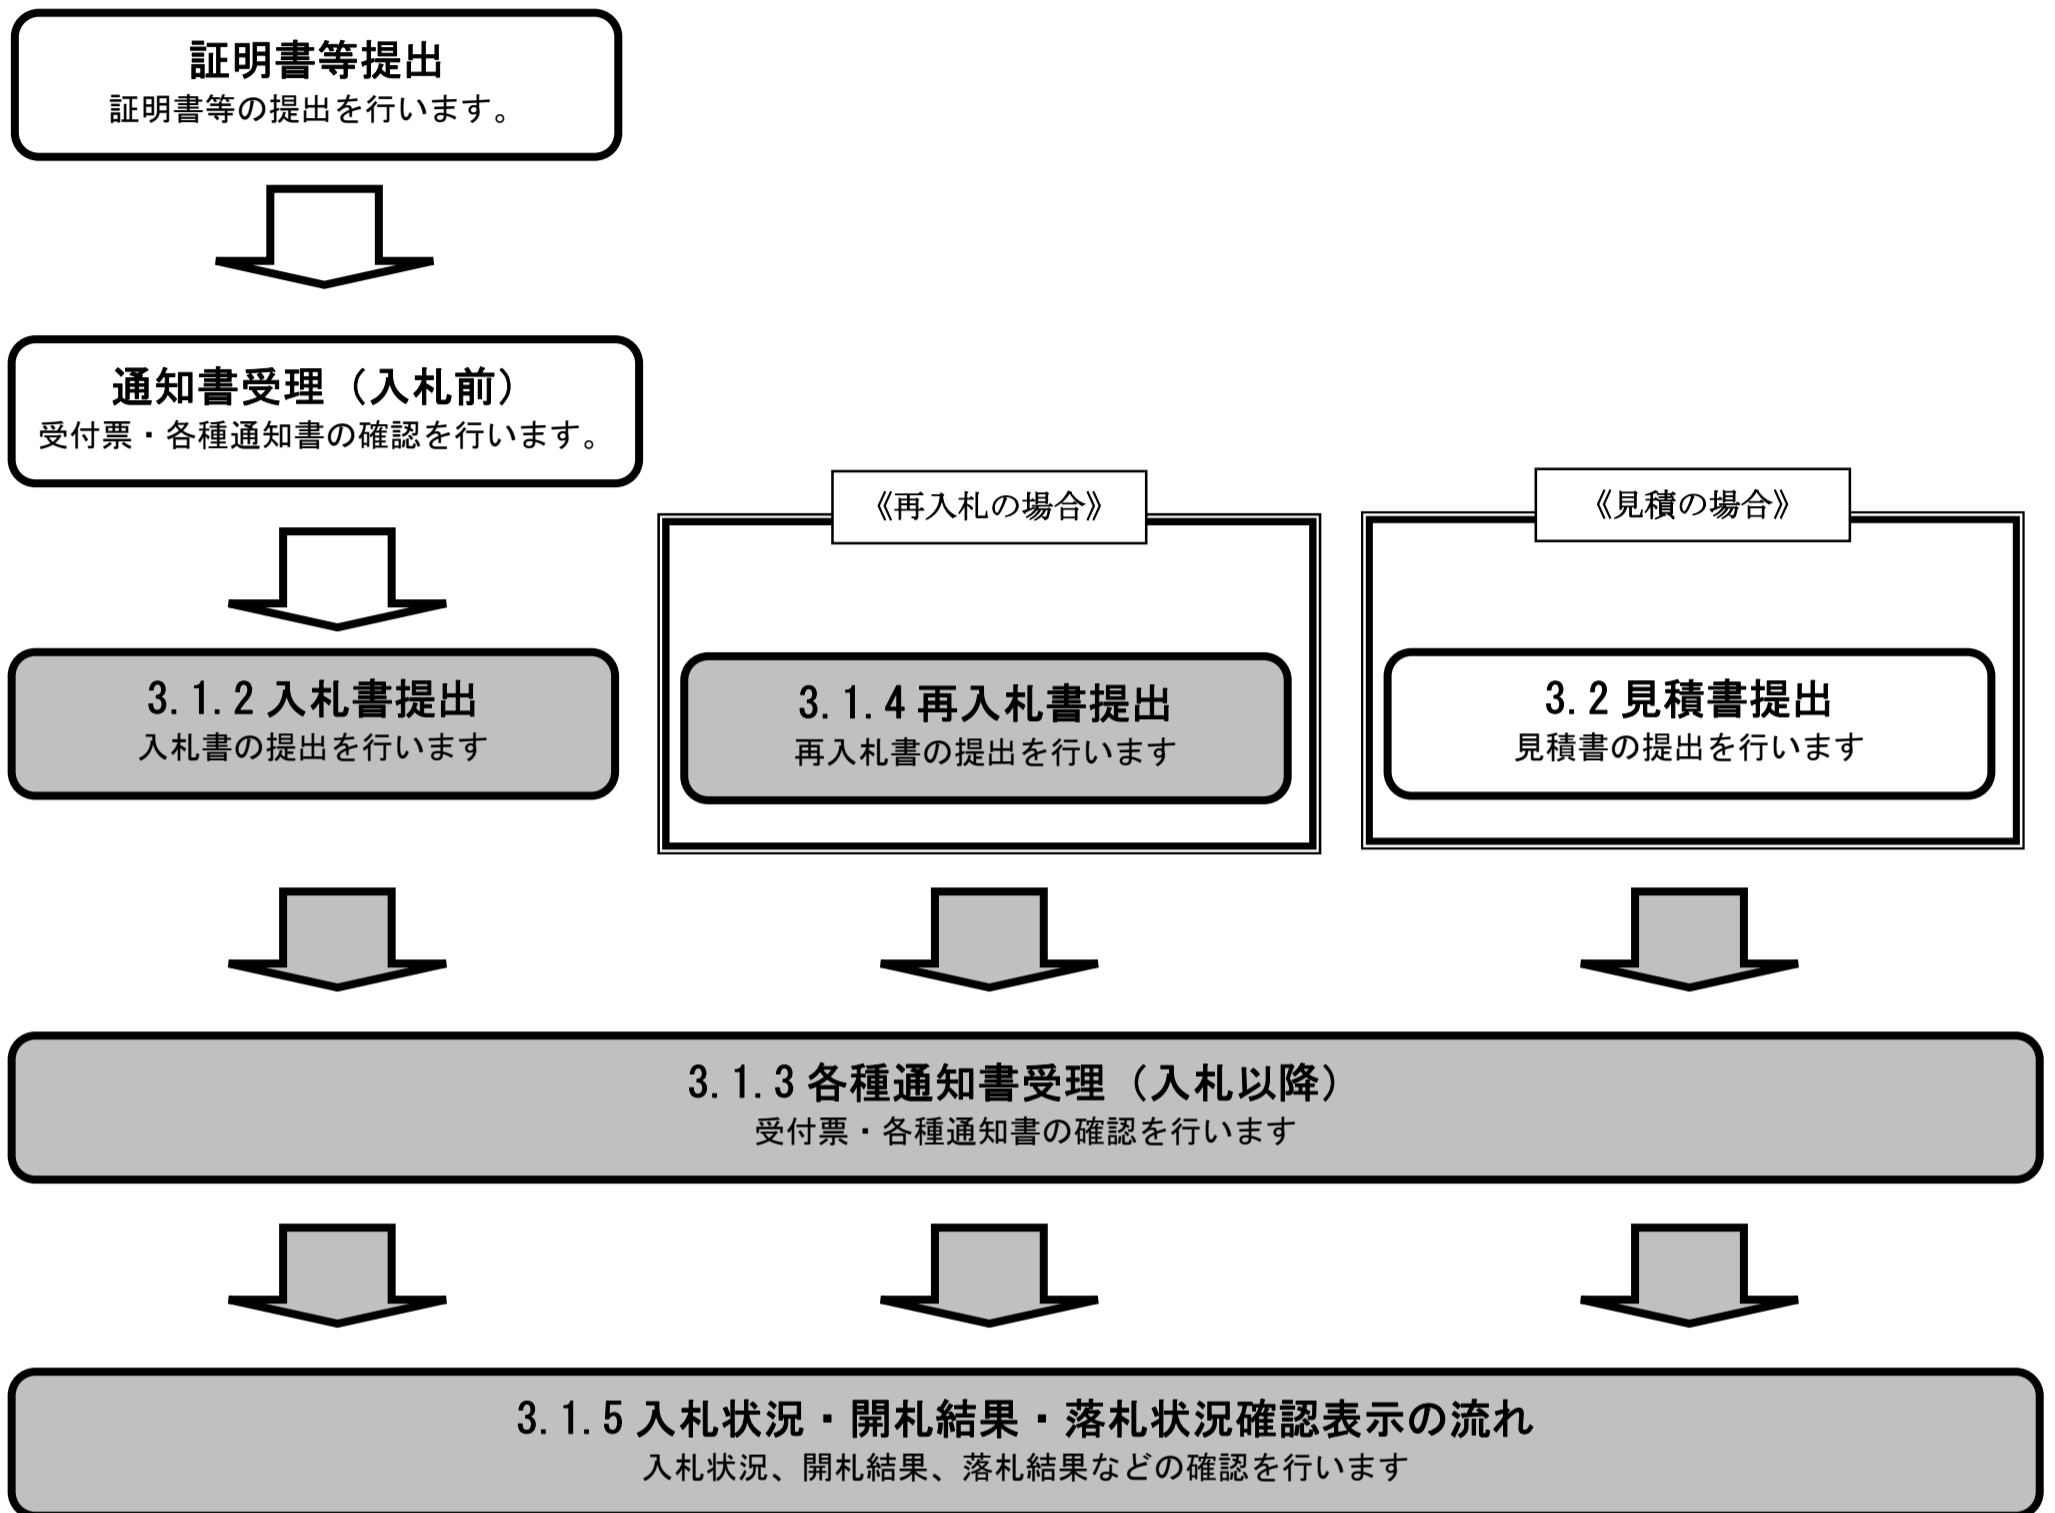 証明書等提出
証明書等の提出を行います。
通知書受理（入札前）
受付票・各種通知書の確認を行います。
3.1.2 入札書提出
入札書の提出を行います
《再入札の場合》
3.1.4 再入札書提出
再入札書の提出を行います
《見積の場合》
3.2 見積書提出
見積書の提出を行います
3.1.3 各種通知書受理（入札以降）
受付票・各種通知書の確認を行います
3.1.5 入札状況・開札結果・落札状況確認表示の流れ
入札状況、開札結果、落札結果などの確認を行います